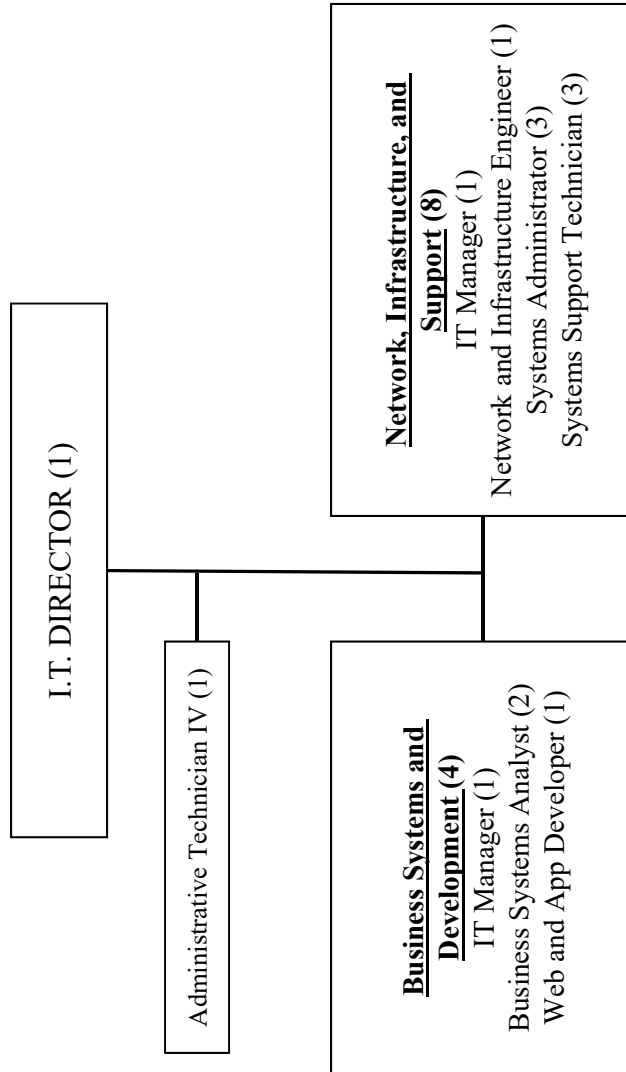 I.T. DIRECTOR (1)
Administrative Technician IV (1)
Business Systems and
Development (4)
IT Manager (1)
Business Systems Analyst (2)
Web and App Developer (1)
Network, Infrastructure, and
Support (8)
IT Manager (1)
Network and Infrastructure Engineer (1)
Systems Administrator (3)
Systems Support Technician (3)